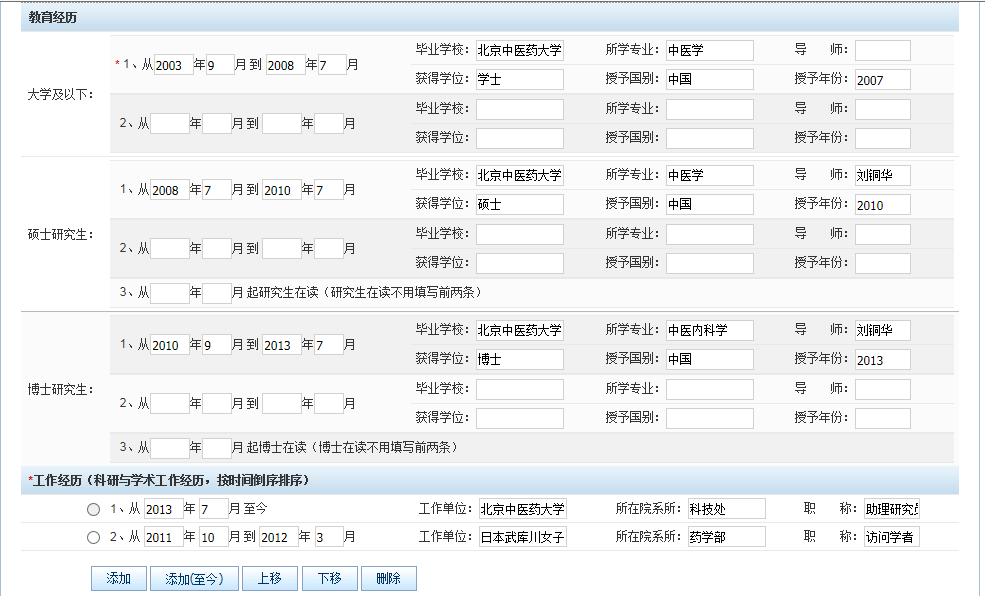 教育经历
毕业学校： 北京中医药大学 所学专业： 中医学 导 师：
* 1、从 2003 年 9 月 到 2008 年 7 月
获得学位： 学士 授予国别： 中国 授予年份： 2007
大学及以下：
毕业学校： 所学专业： 导 师：
2、从 年 月 到 年 月
获得学位： 授予国别： 授予年份：
毕业学校： 北京中医药大学 所学专业： 中医学 导 师： 刘铜华
1、从 2008 年 7 月 到 2010 年 7 月
获得学位： 硕士 授予国别： 中国 授予年份： 2010
硕士研究生：
毕业学校： 所学专业： 导 师：
2、从 年 月 到 年 月
获得学位： 授予国别： 授予年份：
3、从 年 月 起研究生在读（研究生在读不用填写前两条）
毕业学校： 北京中医药大学 所学专业： 中医内科学 导 师： 刘铜华
1、从 2010 年 9 月 到 2013 年 7 月
获得学位： 博士 授予国别： 中国 授予年份： 2013
博士研究生：
毕业学校： 所学专业： 导 师：
2、从 年 月 到 年 月
获得学位： 授予国别： 授予年份：
3、从 年 月 起博士在读（博士在读不用填写前两条）
*工作经历（科研与学术工作经历，按时间倒序排序）
1、从 2013 年 7 月 至今 工作单位： 北京中医药大学 所在院系所： 科技处 职 称： 助理研究
2、从 2011 年 10 月 到 2012 年 3 月 工作单位： 日本武库川女子 所在院系所： 药学部 职 称： 访问学者
添加 添加(至今） 上移 下移 删除